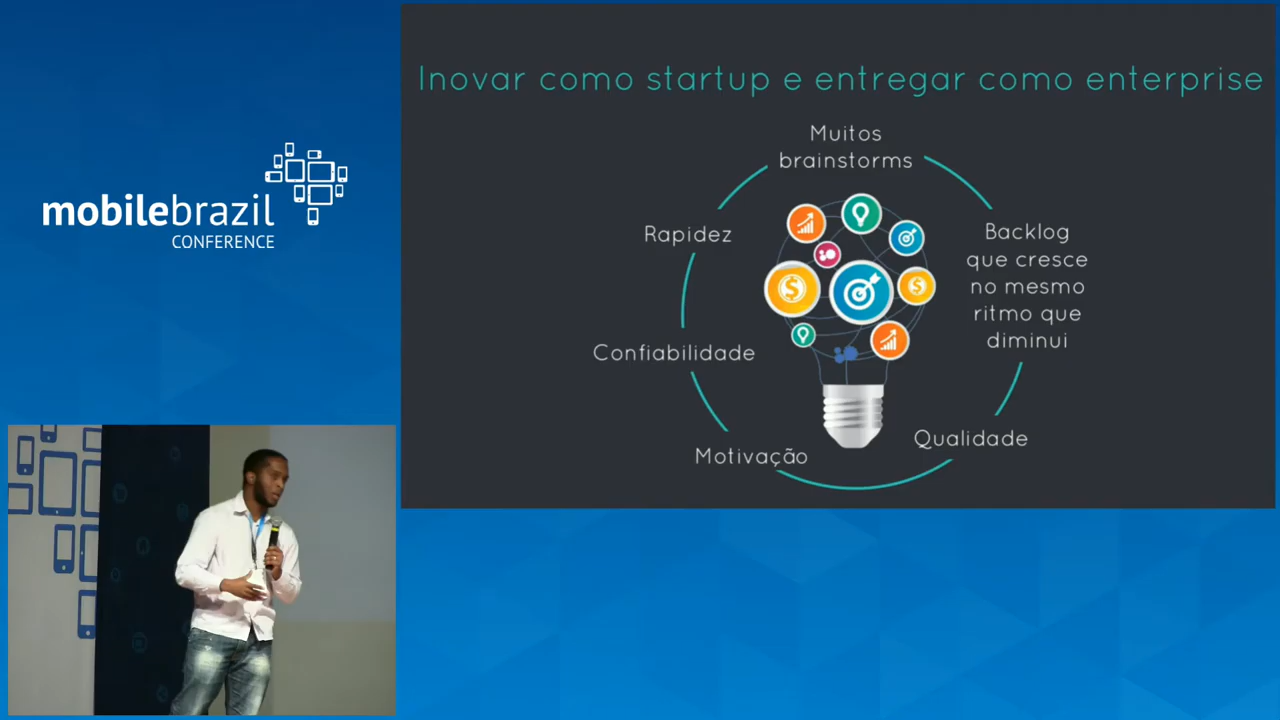 mobilebrazil
CONFERENCE
Inovar como startup e entregar como enterprise
Muitos
brainstorms
Rapidez
Backlog
que cresce
no mesmo
ritmo que
diminui
Confiabilidade
Qualidade
Motivação